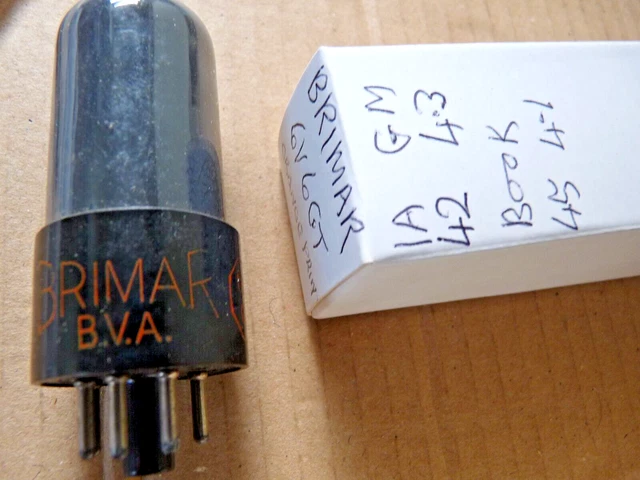 BRIMAR
B.V.A.
BRIMAR
6V6GT
IA GM
42 4.3
BOOK
45 4.1